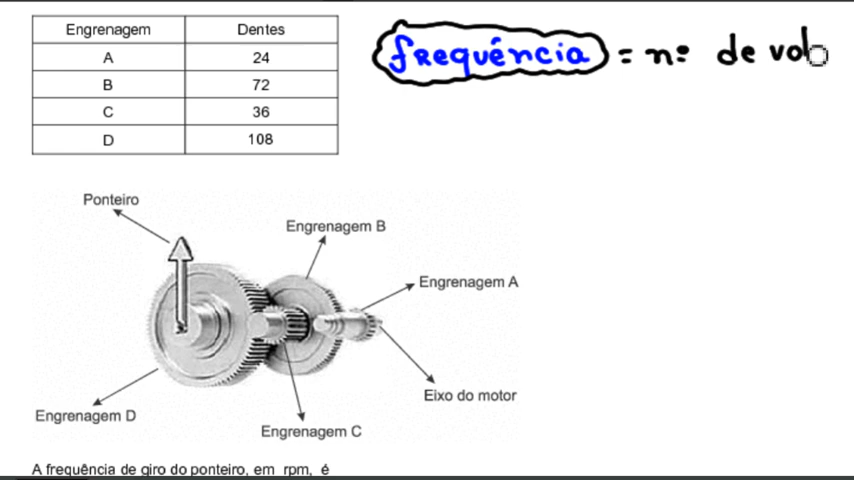 Engrenagem Dentes
A 24
B 72
C 36
D 108
frequência = nº de vol
Ponteiro
Engrenagem B
Engrenagem A
Eixo do motor
Engrenagem D
Engrenagem C
A frequência de giro do ponteiro, em rpm, é